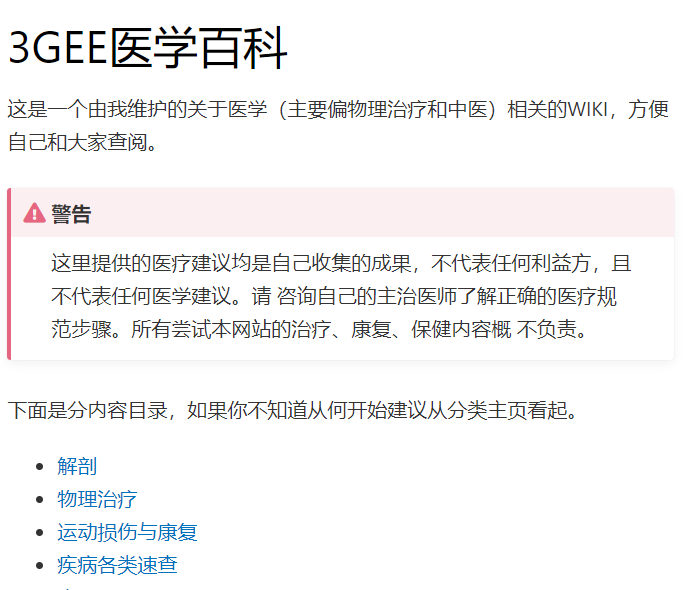 3GEE医学百科
这是一个由我维护的关于医学（主要偏物理治疗和中医）相关的WIKI，方便
自己和大家查阅。
警告
这里提供的医疗建议均是自己收集的成果，不代表任何利益方，且
不代表任何医学建议。请 咨询自己的主治医师了解正确的医疗规
范步骤。所有尝试本网站的治疗、康复、保健内容概 不负责。
下面是分内容目录，如果你不知道从何开始建议从分类主页看起。
解剖
物理治疗
运动损伤与康复
疾病各类速查